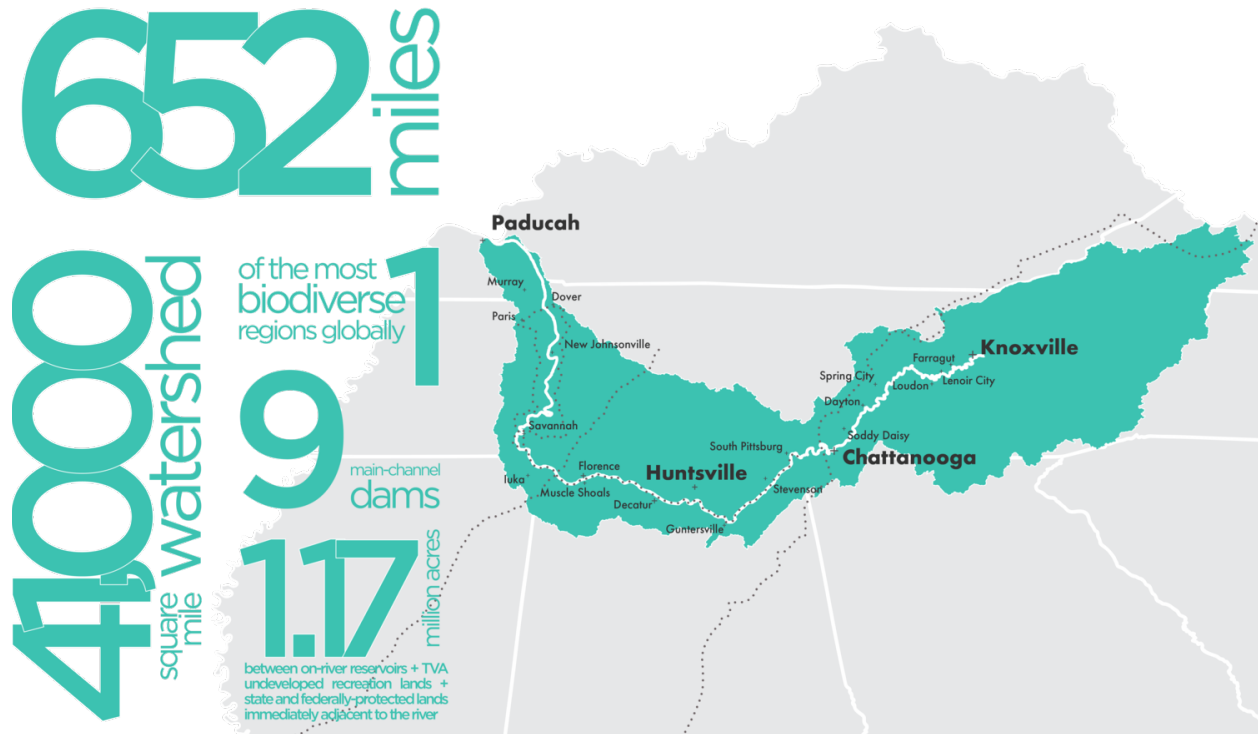 652
miles
41,000
square
mile
watershed
1
of the most
biodiverse
regions globally
9
main-channel
dams
1.17
million acres
between on-river reservoirs + TVA
undeveloped recreation lands +
state and federally-protected lands
immediately adjacent to the river
Paducah
Murray
Dover
Paris
New Johnsonville
Savannah
Iuka
Florence
Muscle Shoals
Huntsville
Decatur
Guntersville
South Pittsburg
Stevenson
Chattanooga
Soddy Daisy
Dayton
Spring City
Loudon
Farragut
Lenoir City
Knoxville